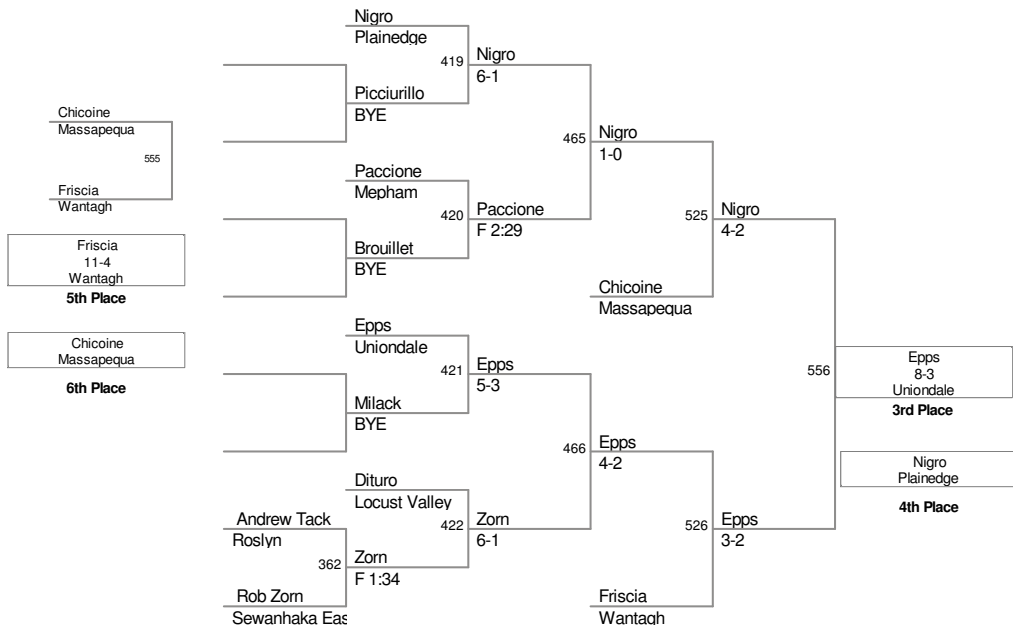 Nigro
Plainedge
419
Nigro
6-1
Picciurillo
BYE
Chicoine
Massapequa
555
Friscia
Wantagh
Friscia
11-4
Wantagh
5th Place
Chicoine
Massapequa
6th Place
465
Nigro
1-0
Paccione
Mepham
420
Paccione
F 2:29
Brouillet
BYE
525
Nigro
4-2
Chicoine
Massapequa
Epps
Uniondale
421
Epps
5-3
Milack
BYE
556
Epps
8-3
Uniondale
3rd Place
466
Epps
4-2
Nigro
Plainedge
4th Place
Dituro
Locust Valley
422
Zorn
6-1
Andrew Tack
Roslyn
362
Zorn
F 1:34
Rob Zorn
Sewanhaka Eas
526
Epps
3-2
Friscia
Wantagh